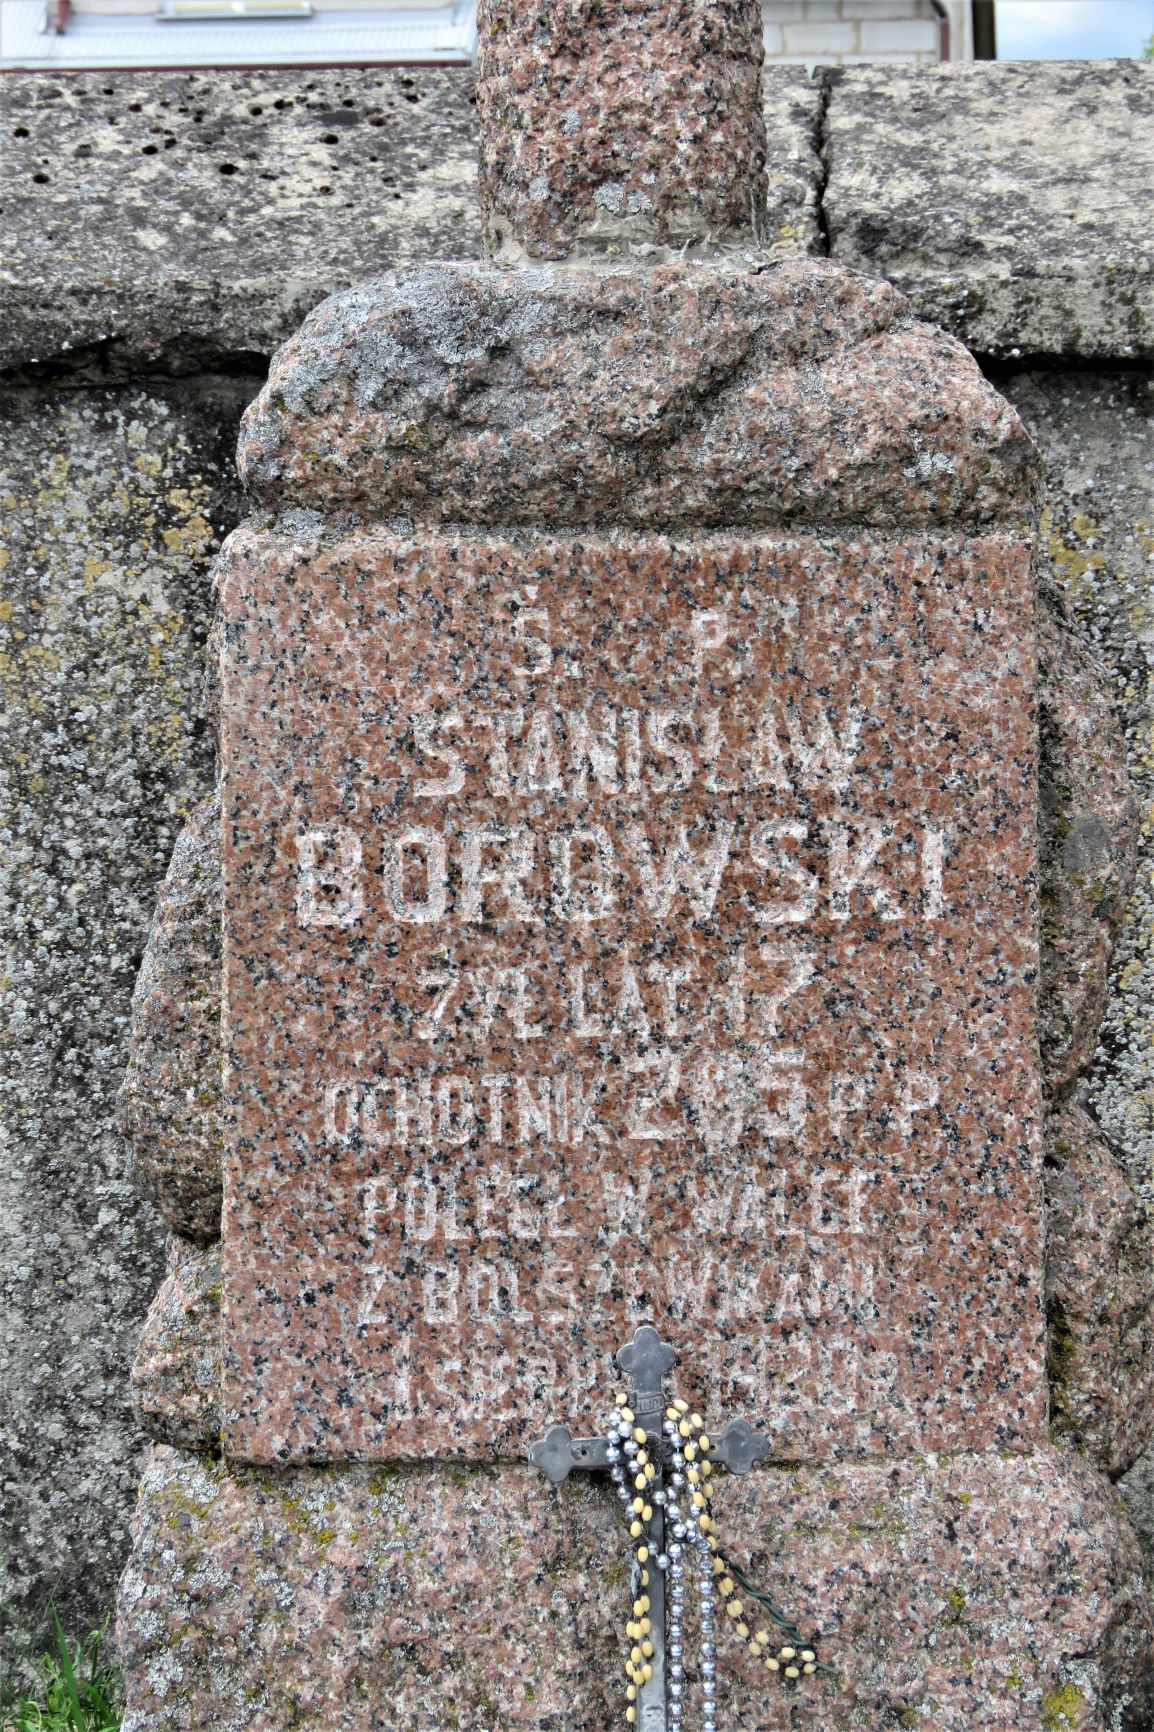 Ś. P.
STANISŁAW
BOROWSKI
ŻYŁ LAT 17
OCHOTNIK 205 P. P.
POLEGŁ W WALCE
Z BOLSZEWIKAMI